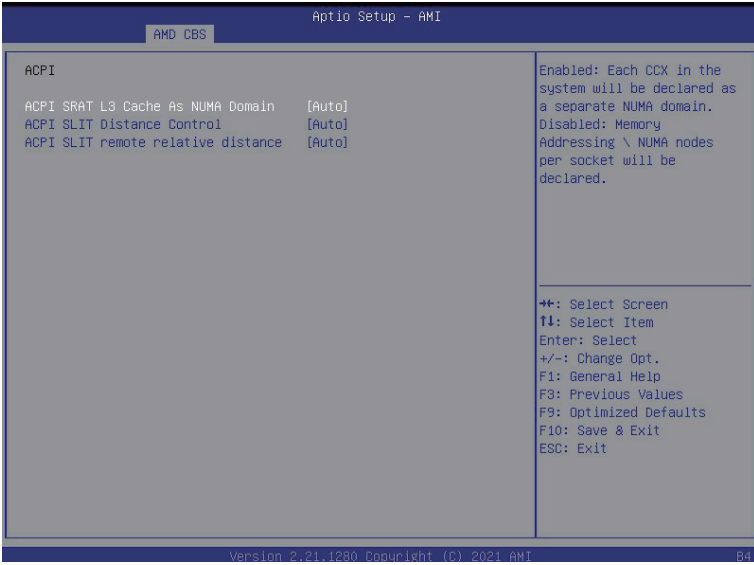 Aptio Setup – AMI
AMD CBS
ACPI
ACPI SRAT L3 Cache As NUMA Domain [Auto]
ACPI SLIT Distance Control [Auto]
ACPI SLIT remote relative distance [Auto]
Enabled: Each CCX in the
system will be declared as
a separate NUMA domain.
Disabled: Memory
Addressing \ NUMA nodes
per socket will be
declared.
→←: Select Screen
↑↓: Select Item
Enter: Select
+/-: Change Opt.
F1: General Help
F3: Previous Values
F9: Optimized Defaults
F10: Save & Exit
ESC: Exit
Version 2.21.1280 Copyright (C) 2021 AMI
B4